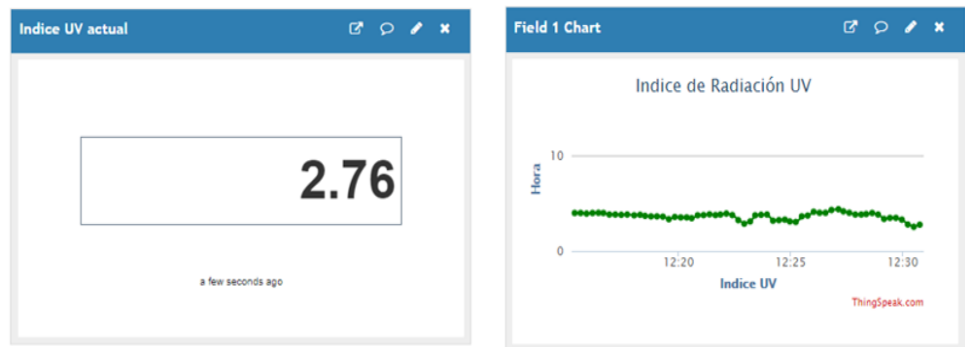 Indice UV actual
2.76
a few seconds ago
Field 1 Chart
Indice de Radiación UV
10
Hora
0
12:20 12:25 12:30
Indice UV
ThingSpeak.com